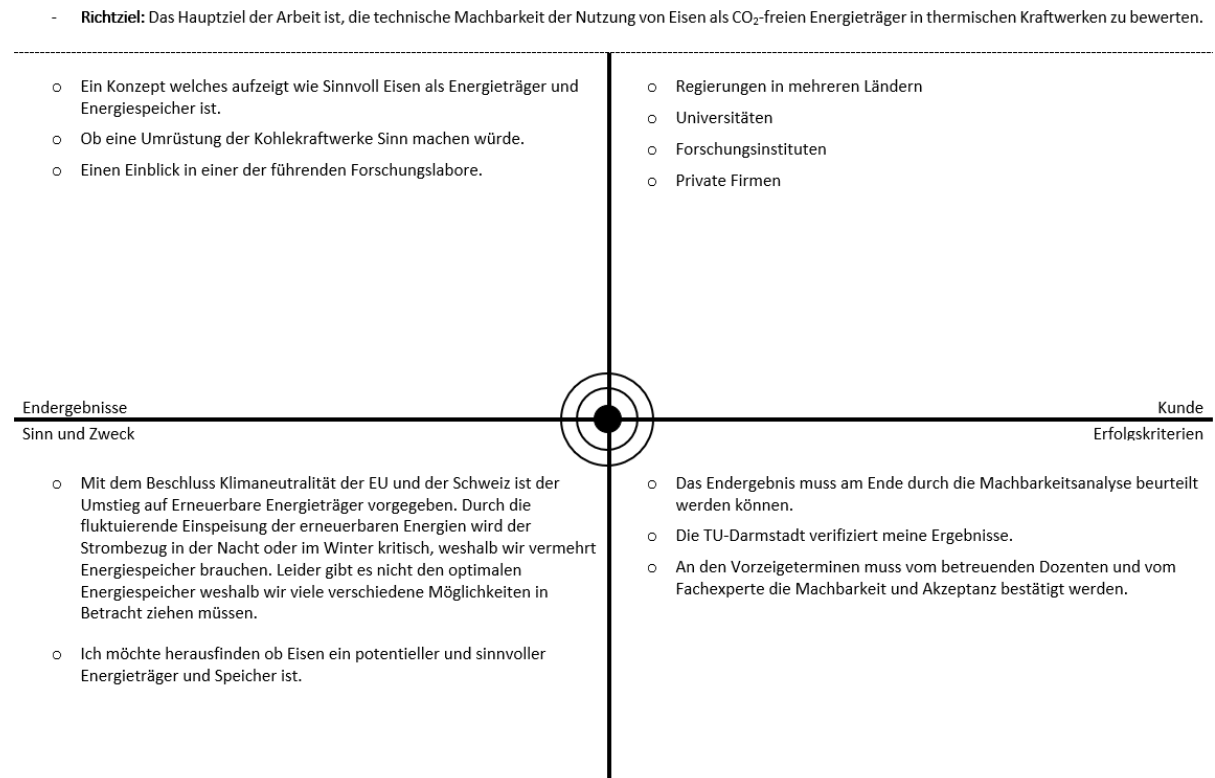 - Richtziel: Das Hauptziel der Arbeit ist, die technische Machbarkeit der Nutzung von Eisen als CO₂-freien Energieträger in thermischen Kraftwerken zu bewerten.
o Ein Konzept welches aufzeigt wie Sinnvoll Eisen als Energieträger und
Energiespeicher ist.
o Ob eine Umrüstung der Kohlekraftwerke Sinn machen würde.
o Einen Einblick in einer der führenden Forschungslabore.
o Regierungen in mehreren Ländern
o Universitäten
o Forschungsinstituten
o Private Firmen
Endergebnisse
Kunde
Sinn und Zweck
Erfolgskriterien
o Mit dem Beschluss Klimaneutralität der EU und der Schweiz ist der
Umstieg auf Erneuerbare Energieträger vorgegeben. Durch die
fluktuierende Einspeisung der erneuerbaren Energien wird der
Strombezug in der Nacht oder im Winter kritisch, weshalb wir vermehrt
Energiespeicher brauchen. Leider gibt es nicht den optimalen
Energiespeicher weshalb wir viele verschiedene Möglichkeiten in
Betracht ziehen müssen.
o Ich möchte herausfinden ob Eisen ein potentieller und sinnvoller
Energieträger und Speicher ist.
o Das Endergebnis muss am Ende durch die Machbarkeitsanalyse beurteilt
werden können.
o Die TU-Darmstadt verifiziert meine Ergebnisse.
o An den Vorzeigeterminen muss vom betreuenden Dozenten und vom
Fachexperte die Machbarkeit und Akzeptanz bestätigt werden.